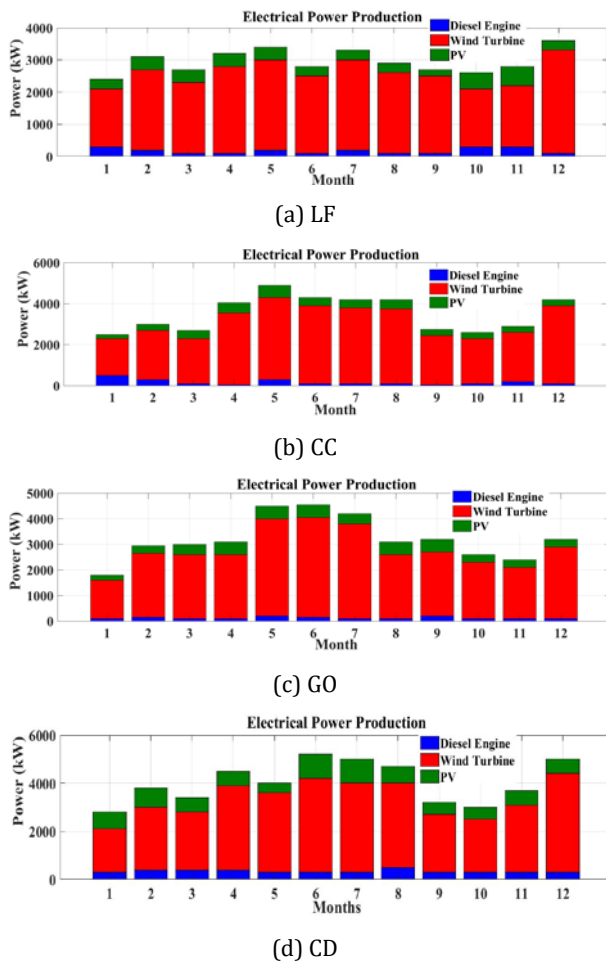 Electrical Power Production
Diesel Engine
Wind Turbine
PV
Power (kW)
4000
3000
2000
1000
0
1 2 3 4 5 6 7 8 9 10 11 12
Month
(a) LF
Electrical Power Production
Diesel Engine
Wind Turbine
PV
Power (kW)
6000
4000
2000
0
1 2 3 4 5 6 7 8 9 10 11 12
Month
(b) CC
Electrical Power Production
Diesel Engine
Wind Turbine
PV
Power (kW)
5000
4000
3000
2000
1000
0
1 2 3 4 5 6 7 8 9 10 11 12
Month
(c) GO
Electrical Power Production
Diesel Engine
Wind Turbine
PV
Power (kW)
6000
4000
2000
0
1 2 3 4 5 6 7 8 9 10 11 12
Months
(d) CD